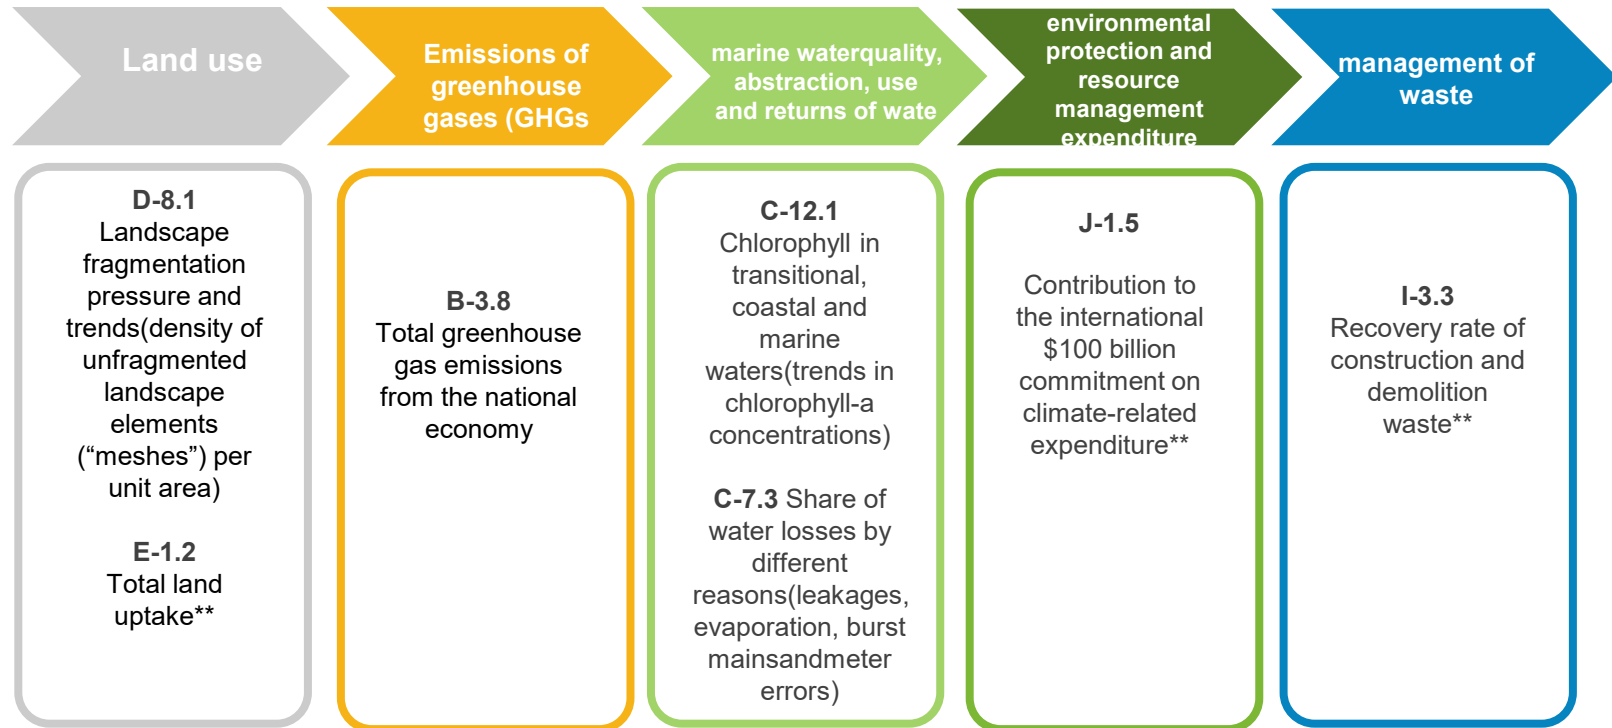 Land use
Emissions of
greenhouse
gases (GHGs
marine waterquality,
abstraction, use
and returns of wate
environmental
protection and
resource
management
expenditure
management of
waste
D-8.1
Landscape
fragmentation
pressure and
trends(density of
unfragmented
landscape
elements
(“meshes”) per
unit area)
E-1.2
Total land
uptake**
B-3.8
Total greenhouse
gas emissions
from the national
economy
C-12.1
Chlorophyll in
transitional,
coastal and
marine
waters(trends in
chlorophyll-a
concentrations)
C-7.3 Share of
water losses by
different
reasons(leakages,
evaporation, burst
mainsandmeter
errors)
J-1.5
Contribution to
the international
$100 billion
commitment on
climate-related
expenditure**
I-3.3
Recovery rate of
construction and
demolition
waste**